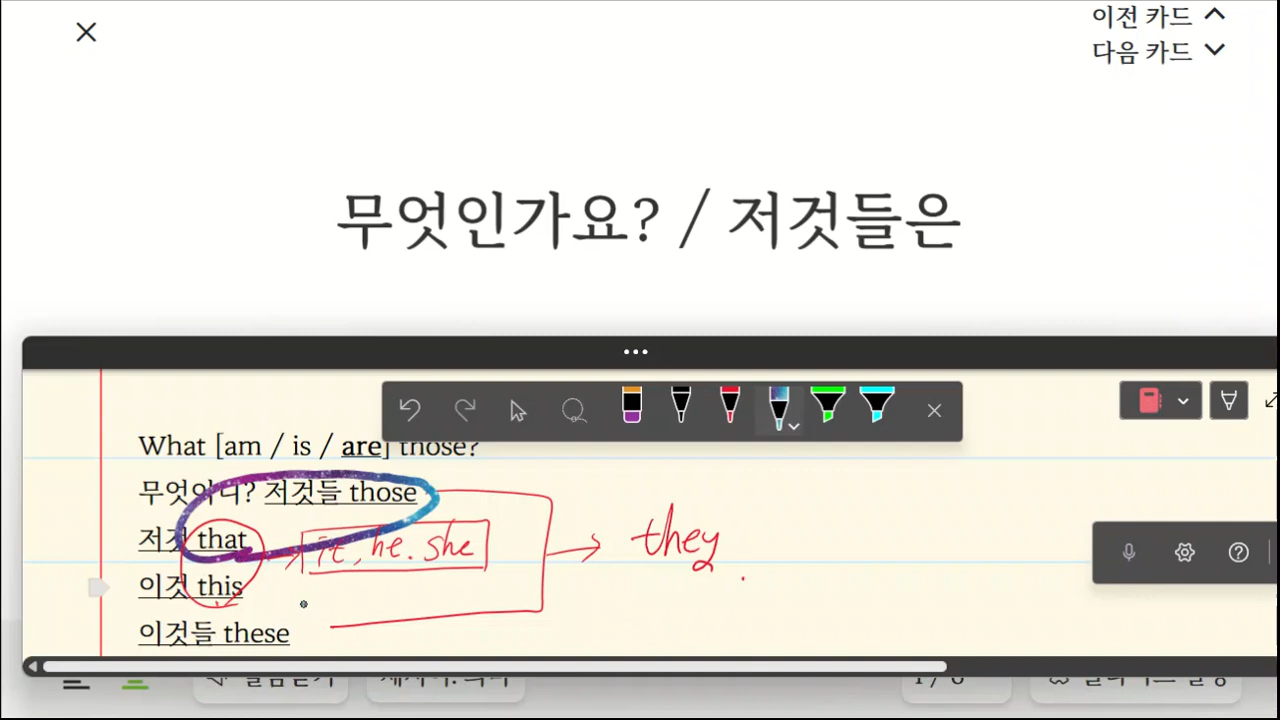 이전 카드
다음 카드
무엇인가요? / 저것들은
What [am / is / are] those?
무엇이니? 저것들 those
저것 that
it, he. she
they
이것 this
이것들 these